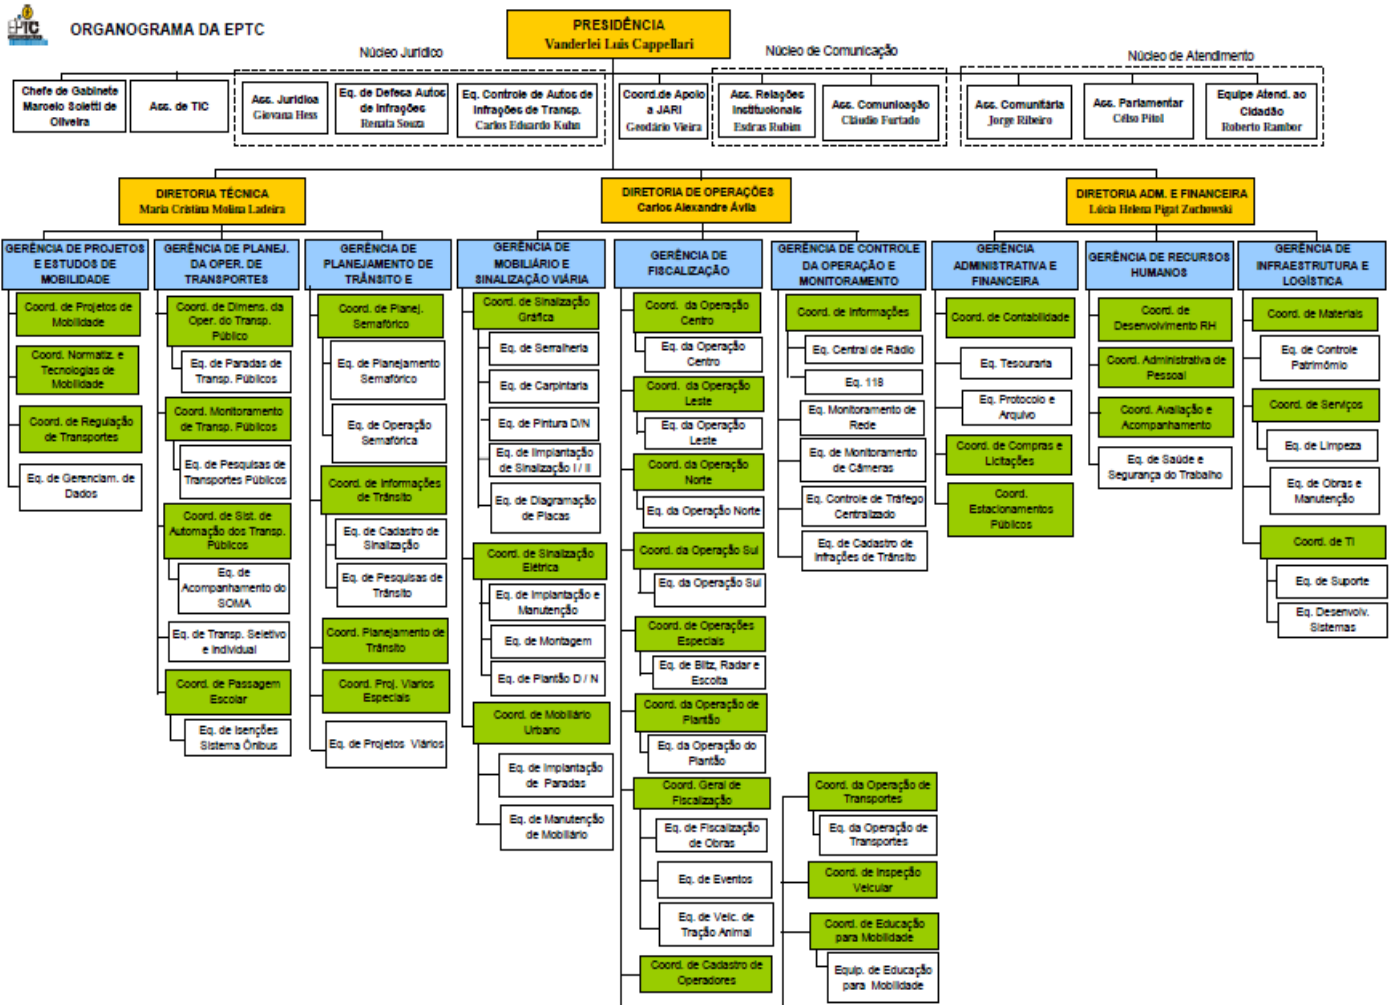 EPTC
ORGANOGRAMA DA EPTC
PRESIDÊNCIA
Vanderlei Luis Cappellari
Núcleo Jurídico
Núcleo de Comunicação
Núcleo de Atendimento
Chefe de Gabinete
Marcelo Soletti de
Oliveira
Ass. de TIC
Ass. Jurídica
Giovana Hess
Eq. de Defesa Autos
de Infrações
Renata Souza
Eq. Controle de Autos de
Infrações de Transp.
Carlos Eduardo Kuhn
Coord.de Apoio
a JARI
Geodário Vieira
Ass. Relações
Institucionais
Esdras Rubim
Ass. Comunicação
Cláudio Furtado
Ass. Comunitária
Jorge Ribeiro
Ass. Parlamentar
Célso Pitol
Equipe Atend. ao
Cidadão
Roberto Rambor
DIRETORIA TÉCNICA
Maria Cristina Molina Ladeira
DIRETORIA DE OPERAÇÕES
Carlos Alexandre Ávila
DIRETORIA ADM. E FINANCEIRA
Lúcia Helena Pigat Zuchowski
GERÊNCIA DE PROJETOS
E ESTUDOS DE
MOBILIDADE
Coord. de Projetos de
Mobilidade
Coord. Normatiz. e
Tecnologias de
Mobilidade
Coord. de Regulação
de Transportes
Eq. de Gerenciam. de
Dados
GERÊNCIA DE PLANEJ.
DA OPER. DE
TRANSPORTES
Coord. de Dimens. da
Oper. do Transp.
Público
Eq. de Paradas de
Transp. Públicos
Coord. Monitoramento
de Transp. Públicos
Eq. de Pesquisas de
Transportes Públicos
Coord. de Sist. de
Automação dos Transp.
Públicos
Eq. de
Acompanhamento do
SOMA
Eq. de Transp. Seletivo
e Individual
Coord. de Passagem
Escolar
Eq. de Isenções
Sistema Ônibus
GERÊNCIA DE
PLANEJAMENTO DE
TRÂNSITO E
Coord. de Planej.
Semafórico
Eq. de Planejamento
Semafórico
Eq. de Operação
Semafórica
Coord. de Informações
de Trânsito
Eq. de Cadastro de
Sinalização
Eq. de Pesquisas de
Trânsito
Coord. Planejamento de
Trânsito
Coord. Proj. Viarios
Especiais
Eq. de Projetos Viários
GERÊNCIA DE
MOBILIÁRIO E
SINALIZAÇÃO VIÁRIA
Coord. de Sinalização
Gráfica
Eq. de Serralheria
Eq. de Carpintaria
Eq. de Pintura D/N
Eq. de Implantação
de Sinalização I / II
Eq. de Diagramação
de Placas
Coord. de Sinalização
Elétrica
Eq. de Implantação e
Manutenção
Eq. de Montagem
Eq. de Plantão D / N
Coord. de Mobiliário
Urbano
Eq. de Implantação
de Paradas
Eq. de Manutenção
de Mobiliário
GERÊNCIA DE
FISCALIZAÇÃO
Coord. da Operação
Centro
Eq. da Operação
Centro
Coord. da Operação
Leste
Eq. da Operação
Leste
Coord. da Operação
Norte
Eq. da Operação Norte
Coord. da Operação Sul
Eq. da Operação Sul
Coord. de Operações
Especiais
Eq. de Blitz, Radar e
Escolta
Coord. da Operação de
Plantão
Eq. da Operação do
Plantão
Coord. Geral de
Fiscalização
Eq. de Fiscalização
de Obras
Eq. de Eventos
Eq. de Veíc. de
Tração Animal
Coord. de Cadastro de
Operadores
GERÊNCIA DE CONTROLE
DA OPERAÇÃO E
MONITORAMENTO
Coord. de Informações
Eq. Central de Rádio
Eq. 118
Eq. Monitoramento de
Rede
Eq. de Monitoramento
de Câmeras
Eq. Controle de Tráfego
Centralizado
Eq. de Cadastro de
Infrações de Trânsito
Coord. da Operação de
Transportes
Eq. da Operação de
Transportes
Coord. de Inspeção
Veicular
Coord. de Educação
para Mobilidade
Equip. de Educação
para Mobilidade
GERÊNCIA
ADMINISTRATIVA E
FINANCEIRA
Coord. de Contabilidade
Eq. Tesouraria
Eq. Protocolo e
Arquivo
Coord. de Compras e
Licitações
Coord.
Estacionamentos
Públicos
GERÊNCIA DE RECURSOS
HUMANOS
Coord. de
Desenvolvimento RH
Coord. Administrativa de
Pessoal
Coord. Avaliação e
Acompanhamento
Eq. de Saúde e
Segurança do Trabalho
GERÊNCIA DE
INFRAESTRUTURA E
LOGÍSTICA
Coord. de Materiais
Eq. de Controle
Patrimômio
Coord. de Serviços
Eq. de Limpeza
Eq. de Obras e
Manutenção
Coord. de TI
Eq. de Suporte
Eq. Desenvolv.
Sistemas